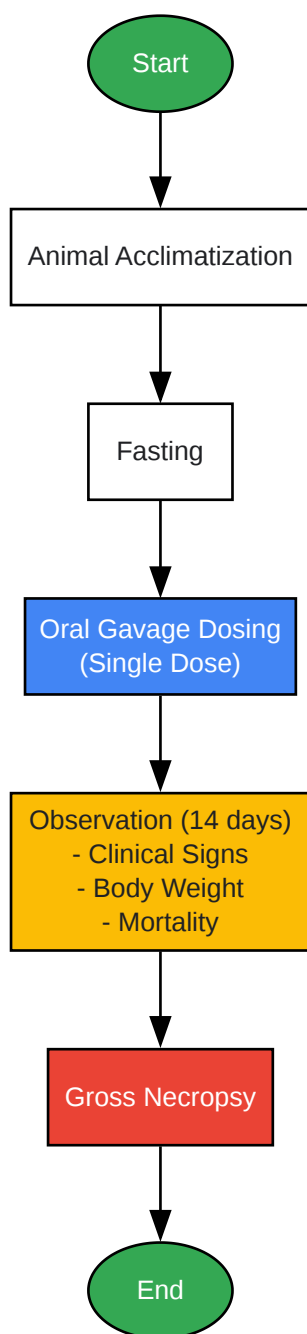 Start
Animal Acclimatization
Fasting
Oral Gavage Dosing
(Single Dose)
Observation (14 days)
- Clinical Signs
- Body Weight
- Mortality
Gross Necropsy
End